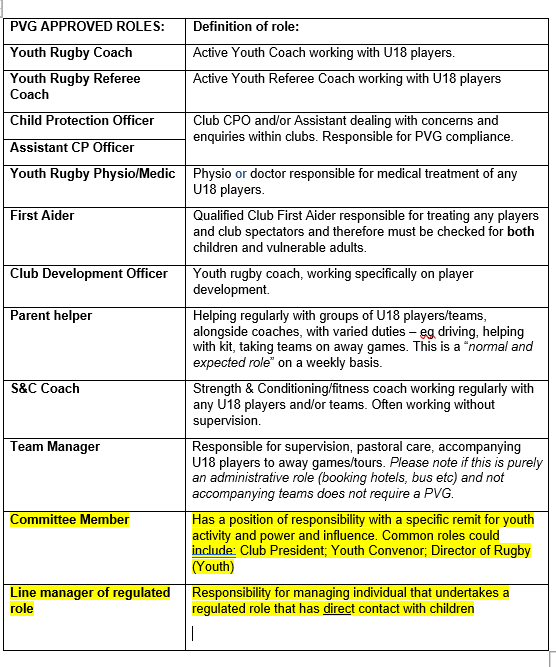 PVG APPROVED ROLES:
Definition of role:
Youth Rugby Coach
Active Youth Coach working with U18 players.
Youth Rugby Referee
Coach
Active Youth Referee Coach working with U18 players
Child Protection Officer
Assistant CP Officer
Club CPO and/or Assistant dealing with concerns and
enquiries within clubs. Responsible for PVG compliance.
Youth Rugby Physio/Medic
Physio or doctor responsible for medical treatment of any
U18 players.
First Aider
Qualified Club First Aider responsible for treating any players
and club spectators and therefore must be checked for both
children and vulnerable adults.
Club Development Officer
Youth rugby coach, working specifically on player
development.
Parent helper
Helping regularly with groups of U18 players/teams,
alongside coaches, with varied duties – eg driving, helping
with kit, taking teams on away games. This is a “normal and
expected role” on a weekly basis.
S&C Coach
Strength & Conditioning/fitness coach working regularly with
any U18 players and/or teams. Often working without
supervision.
Team Manager
Responsible for supervision, pastoral care, accompanying
U18 players to away games/tours. Please note if this is purely
an administrative role (booking hotels, bus etc) and not
accompanying teams does not require a PVG.
Committee Member
Has a position of responsibility with a specific remit for youth
activity and power and influence. Common roles could
include: Club President; Youth Convenor; Director of Rugby
(Youth)
Line manager of regulated
role
Responsibility for managing individual that undertakes a
regulated role that has direct contact with children